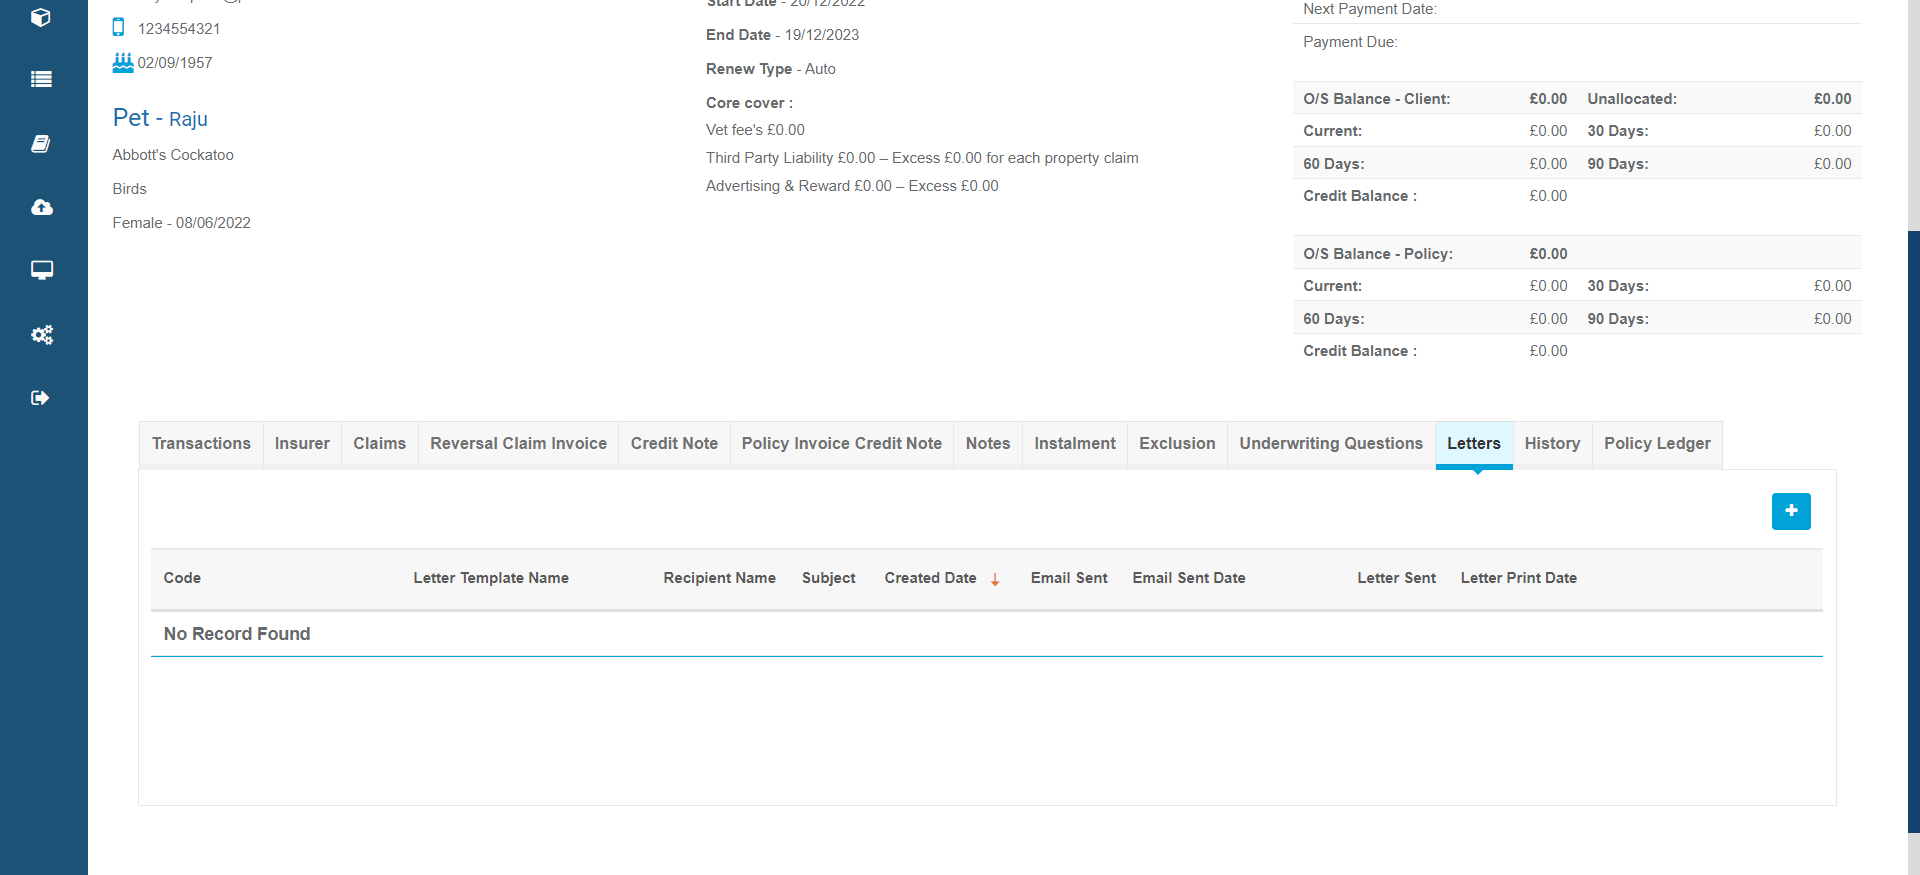 1234554321
02/09/1957
Pet - Raju
Abbott's Cockatoo
Birds
Female - 08/06/2022
Start Date - 20/12/2022
End Date - 19/12/2023
Renew Type - Auto
Core cover :
Vet fee's £0.00
Third Party Liability £0.00 – Excess £0.00 for each property claim
Advertising & Reward £0.00 – Excess £0.00
Next Payment Date:
Payment Due:
O/S Balance - Client: £0.00 Unallocated: £0.00
Current: £0.00 30 Days: £0.00
60 Days: £0.00 90 Days: £0.00
Credit Balance : £0.00
O/S Balance - Policy: £0.00
Current: £0.00 30 Days: £0.00
60 Days: £0.00 90 Days: £0.00
Credit Balance : £0.00
Transactions Insurer Claims Reversal Claim Invoice Credit Note Policy Invoice Credit Note Notes Instalment Exclusion Underwriting Questions Letters History Policy Ledger
Code Letter Template Name Recipient Name Subject Created Date Email Sent Email Sent Date Letter Sent Letter Print Date
No Record Found